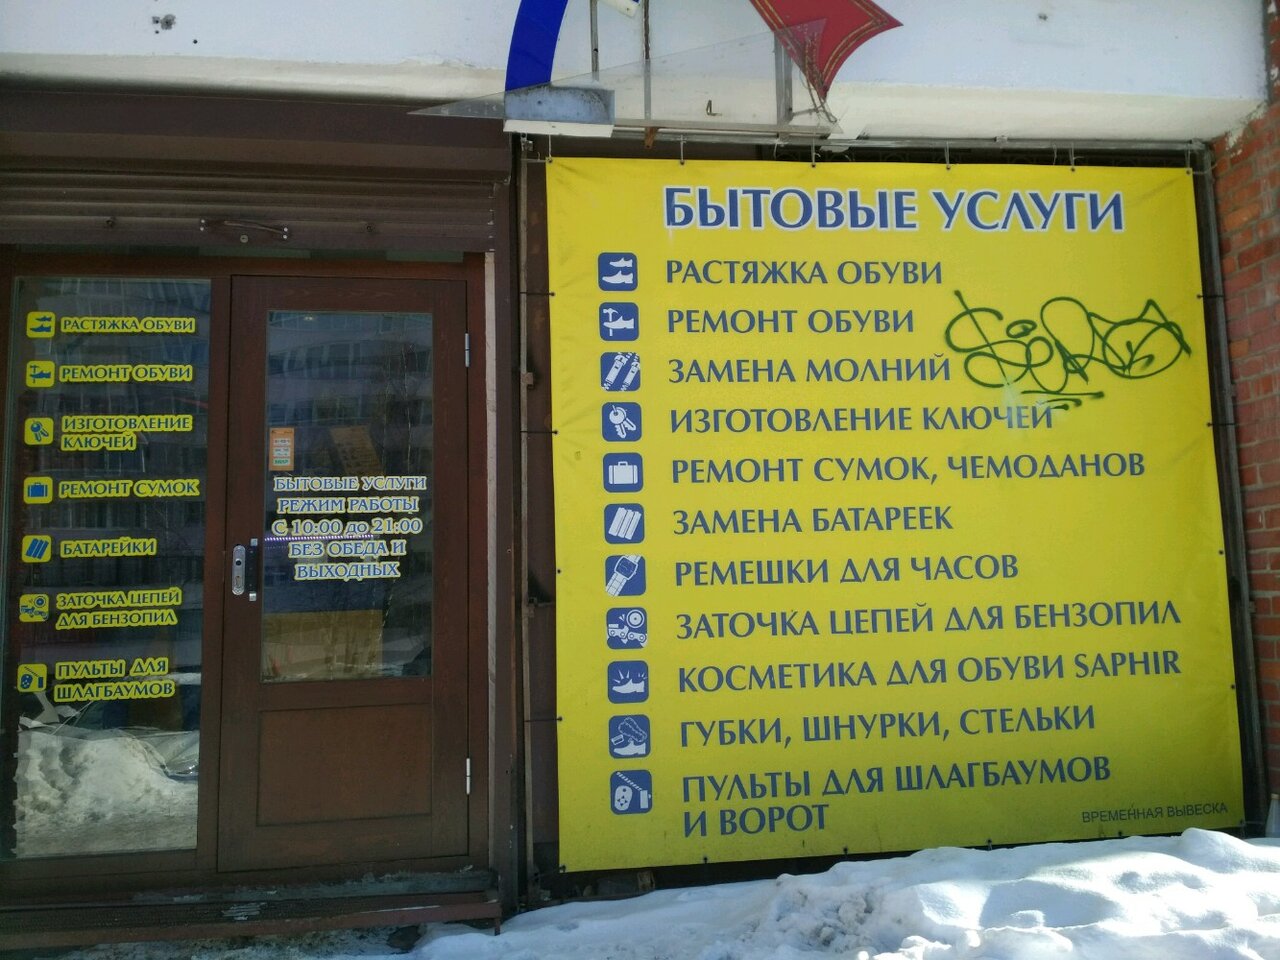 РАСТЯЖКА ОБУВИ
РЕМОНТ ОБУВИ
ИЗГОТОВЛЕНИЕ
КЛЮЧЕЙ
РЕМОНТ СУМОК
БАТАРЕЙКИ
ЗАТОЧКА ЦЕПЕЙ
ДЛЯ БЕНЗОПИЛ
ПУЛЬТЫ ДЛЯ
ШЛАГБАУМОВ
БЫТОВЫЕ УСЛУГИ
РЕЖИМ РАБОТЫ
С 10:00 до 21:00
БЕЗ ОБЕДА И
ВЫХОДНЫХ
БЫТОВЫЕ УСЛУГИ
РАСТЯЖКА ОБУВИ
РЕМОНТ ОБУВИ
ЗАМЕНА МОЛНИЙ
ИЗГОТОВЛЕНИЕ КЛЮЧЕЙ
РЕМОНТ СУМОК, ЧЕМОДАНОВ
ЗАМЕНА БАТАРЕЕК
РЕМЕШКИ ДЛЯ ЧАСОВ
ЗАТОЧКА ЦЕПЕЙ ДЛЯ БЕНЗОПИЛ
КОСМЕТИКА ДЛЯ ОБУВИ SAPHIR
ГУБКИ, ШНУРКИ, СТЕЛЬКИ
ПУЛЬТЫ ДЛЯ ШЛАГБАУМОВ
И ВОРОТ
ВРЕМЕННАЯ ВЫВЕСКА